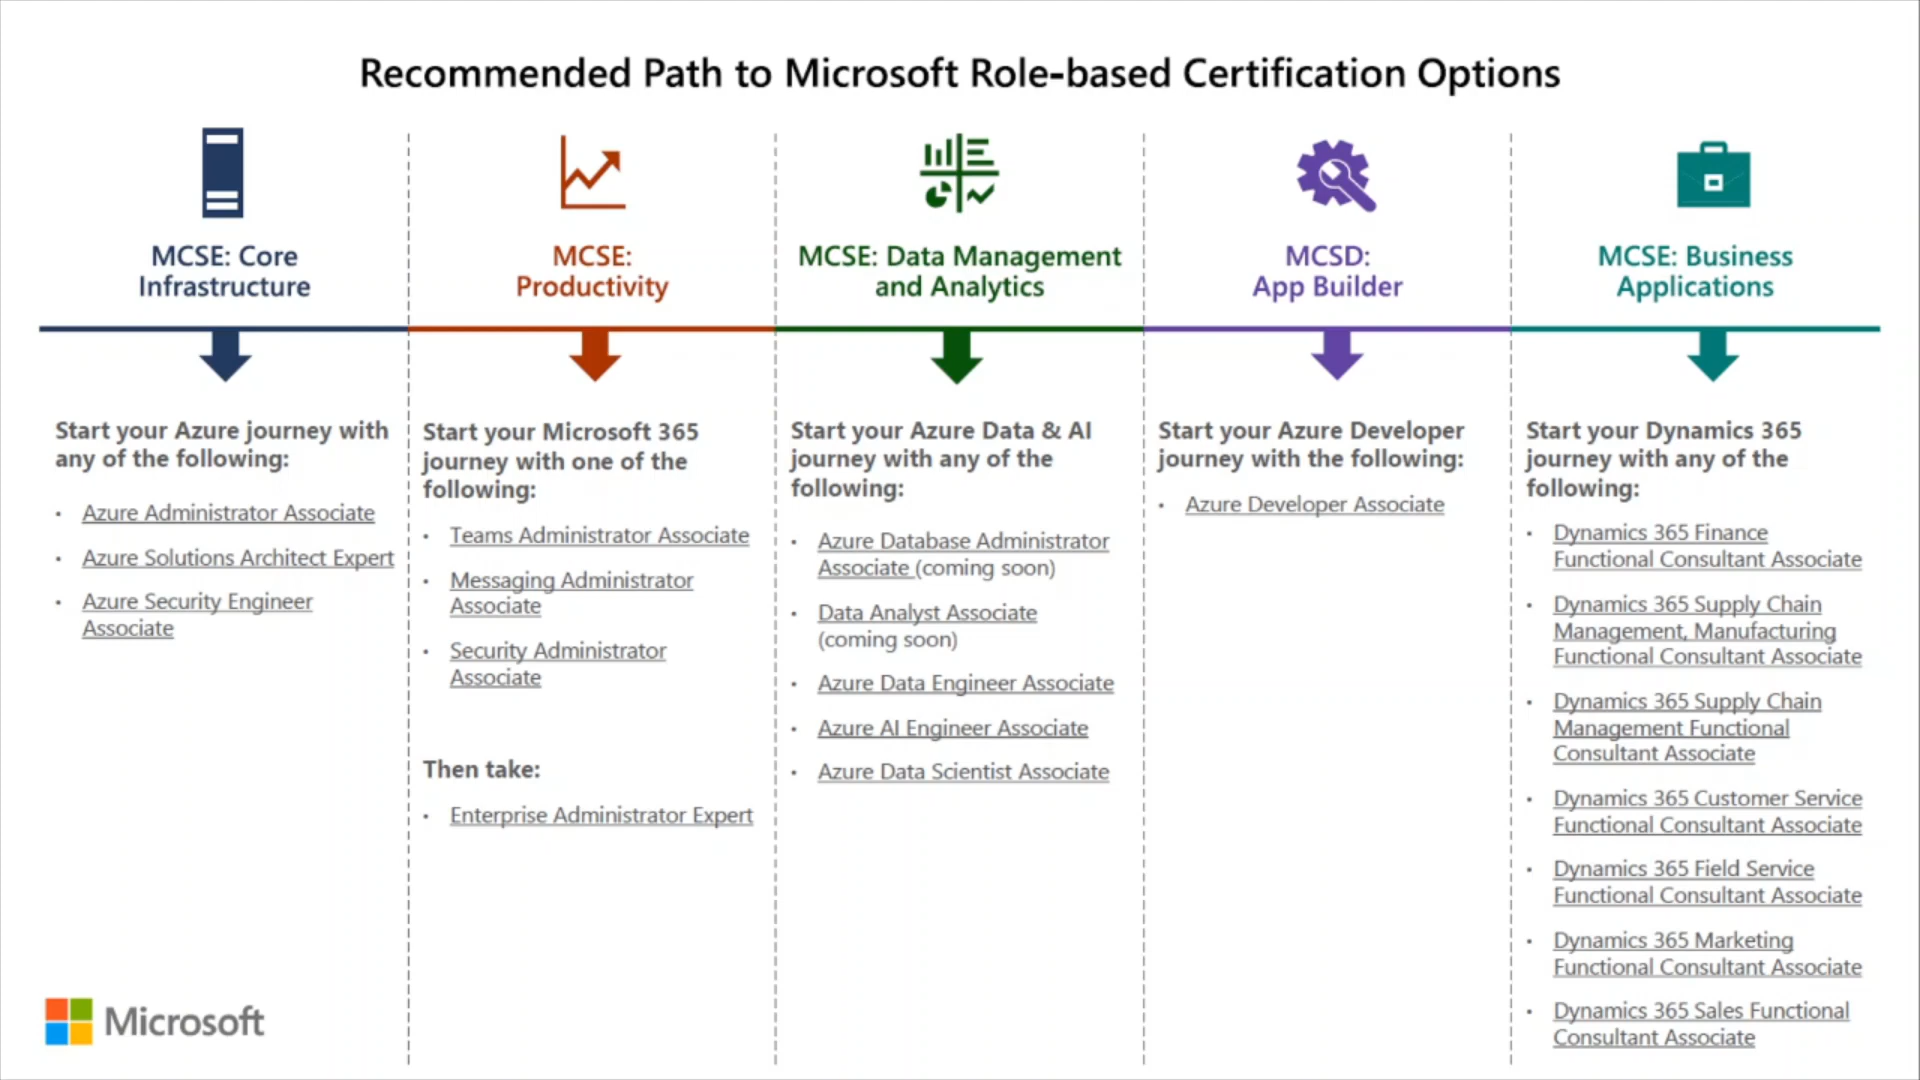 Recommended Path to Microsoft Role-based Certification Options
MCSE: Core
Infrastructure
Start your Azure journey with
any of the following:
• Azure Administrator Associate
• Azure Solutions Architect Expert
• Azure Security Engineer
Associate
MCSE:
Productivity
Start your Microsoft 365
journey with one of the
following:
• Teams Administrator Associate
• Messaging Administrator
Associate
• Security Administrator
Associate
Then take:
• Enterprise Administrator Expert
MCSE: Data Management
and Analytics
Start your Azure Data & AI
journey with any of the
following:
• Azure Database Administrator
Associate (coming soon)
• Data Analyst Associate
(coming soon)
• Azure Data Engineer Associate
• Azure AI Engineer Associate
• Azure Data Scientist Associate
MCSD:
App Builder
Start your Azure Developer
journey with the following:
• Azure Developer Associate
MCSE: Business
Applications
Start your Dynamics 365
journey with any of the
following:
• Dynamics 365 Finance
Functional Consultant Associate
• Dynamics 365 Supply Chain
Management, Manufacturing
Functional Consultant Associate
• Dynamics 365 Supply Chain
Management Functional
Consultant Associate
• Dynamics 365 Customer Service
Functional Consultant Associate
• Dynamics 365 Field Service
Functional Consultant Associate
• Dynamics 365 Marketing
Functional Consultant Associate
• Dynamics 365 Sales Functional
Consultant Associate
Microsoft